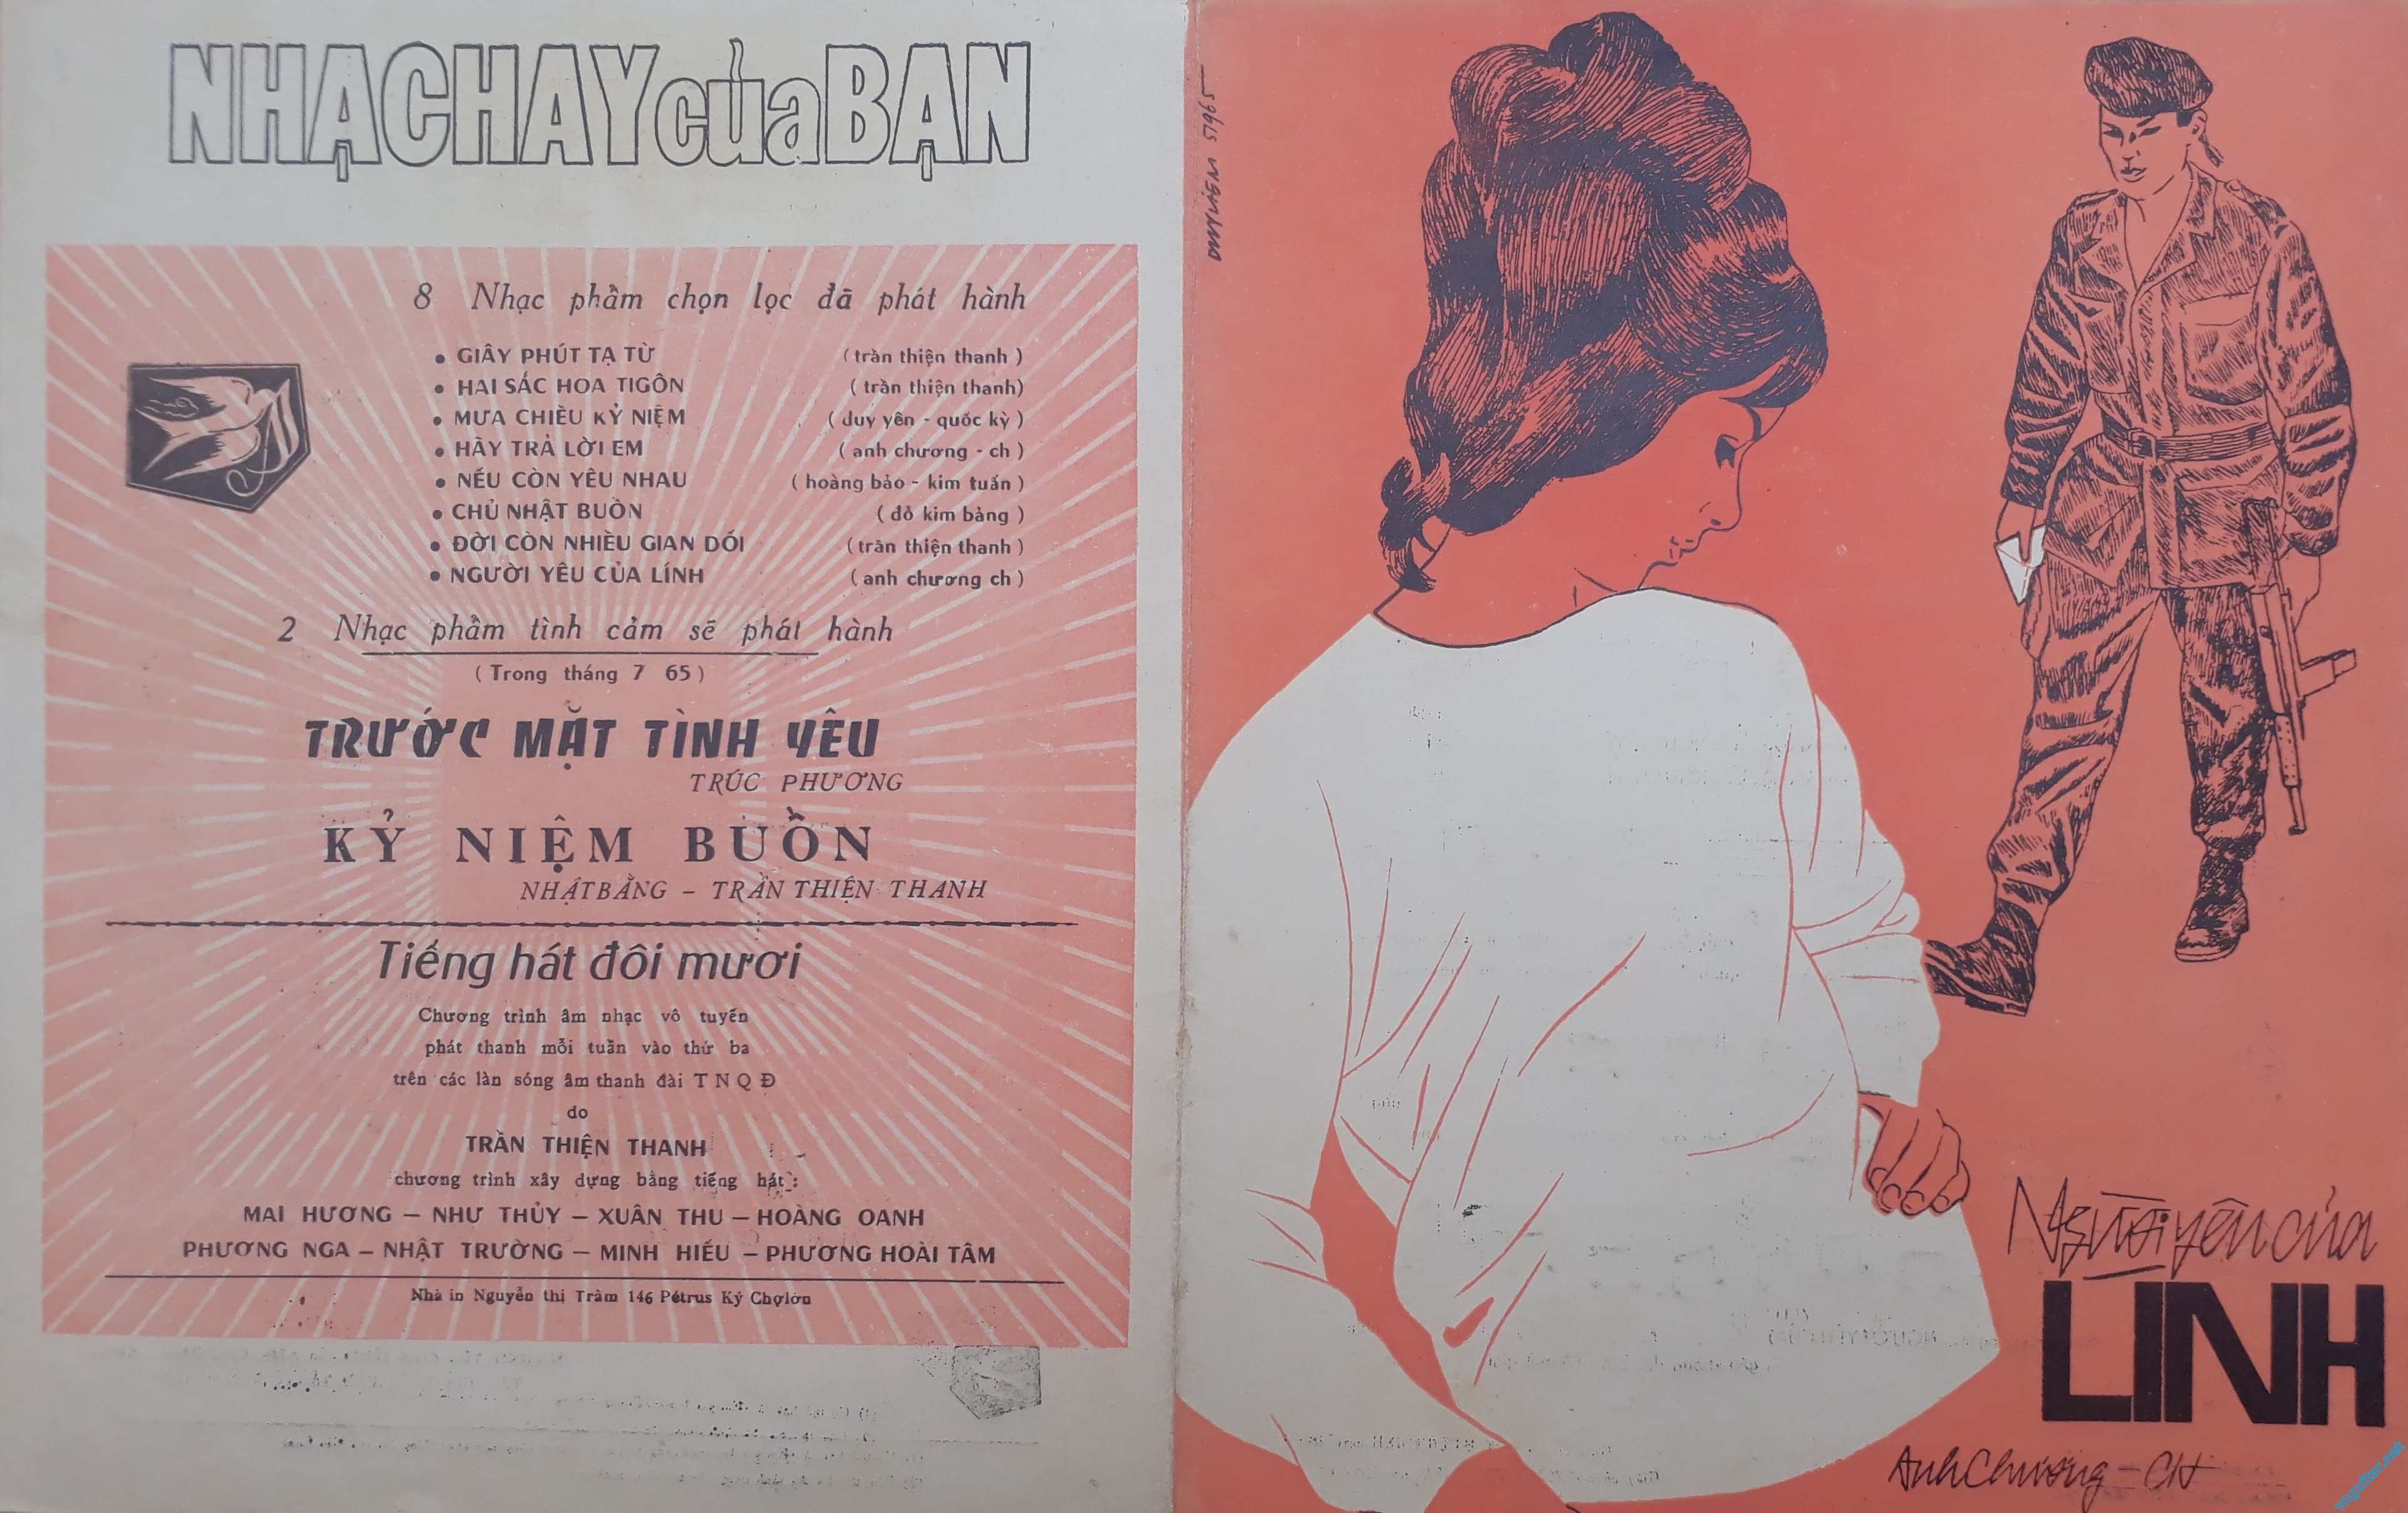 NHẠC HAY của BẠN
8 Nhạc phẩm chọn lọc đã phát hành
• GIÂY PHÚT TẠ TỪ (trần thiện thanh)
• HAI SẮC HOA TIGÔN (trần thiện thanh)
• MƯA CHIỀU KỶ NIỆM (duy yên - quốc kỳ)
• HÃY TRẢ LỜI EM (anh chương - ch)
• NẾU CÒN YÊU NHAU (hoàng bảo - kim tuấn)
• CHỦ NHẬT BUỒN (đỗ kim bảng)
• ĐỜI CÒN NHIỀU GIAN DỐI (trần thiện thanh)
• NGƯỜI YÊU CỦA LÍNH (anh chương ch)
2 Nhạc phẩm tình cảm sẽ phát hành
(Trong tháng 7 65)
TRƯỚC MẶT TÌNH YÊU
TRÚC PHƯƠNG
KỶ NIỆM BUỒN
NHẬT BẰNG – TRẦN THIỆN THANH
Tiếng hát đôi mươi
Chương trình âm nhạc vô tuyến
phát thanh mỗi tuần vào thứ ba
trên các làn sóng âm thanh đài T N Q Đ
do
TRẦN THIỆN THANH
chương trình xây dựng bằng tiếng hát :
MAI HƯƠNG – NHƯ THỦY – XUÂN THU – HOÀNG OANH
PHƯƠNG NGA – NHẬT TRƯỜNG – MINH HIẾU – PHƯƠNG HOÀI TÂM
Nhà in Nguyễn thị Trâm 146 Pétrus Ký Chợlớn
DUYLIÊM 51965
Người yêu của
LINH
Anh Chương – CH